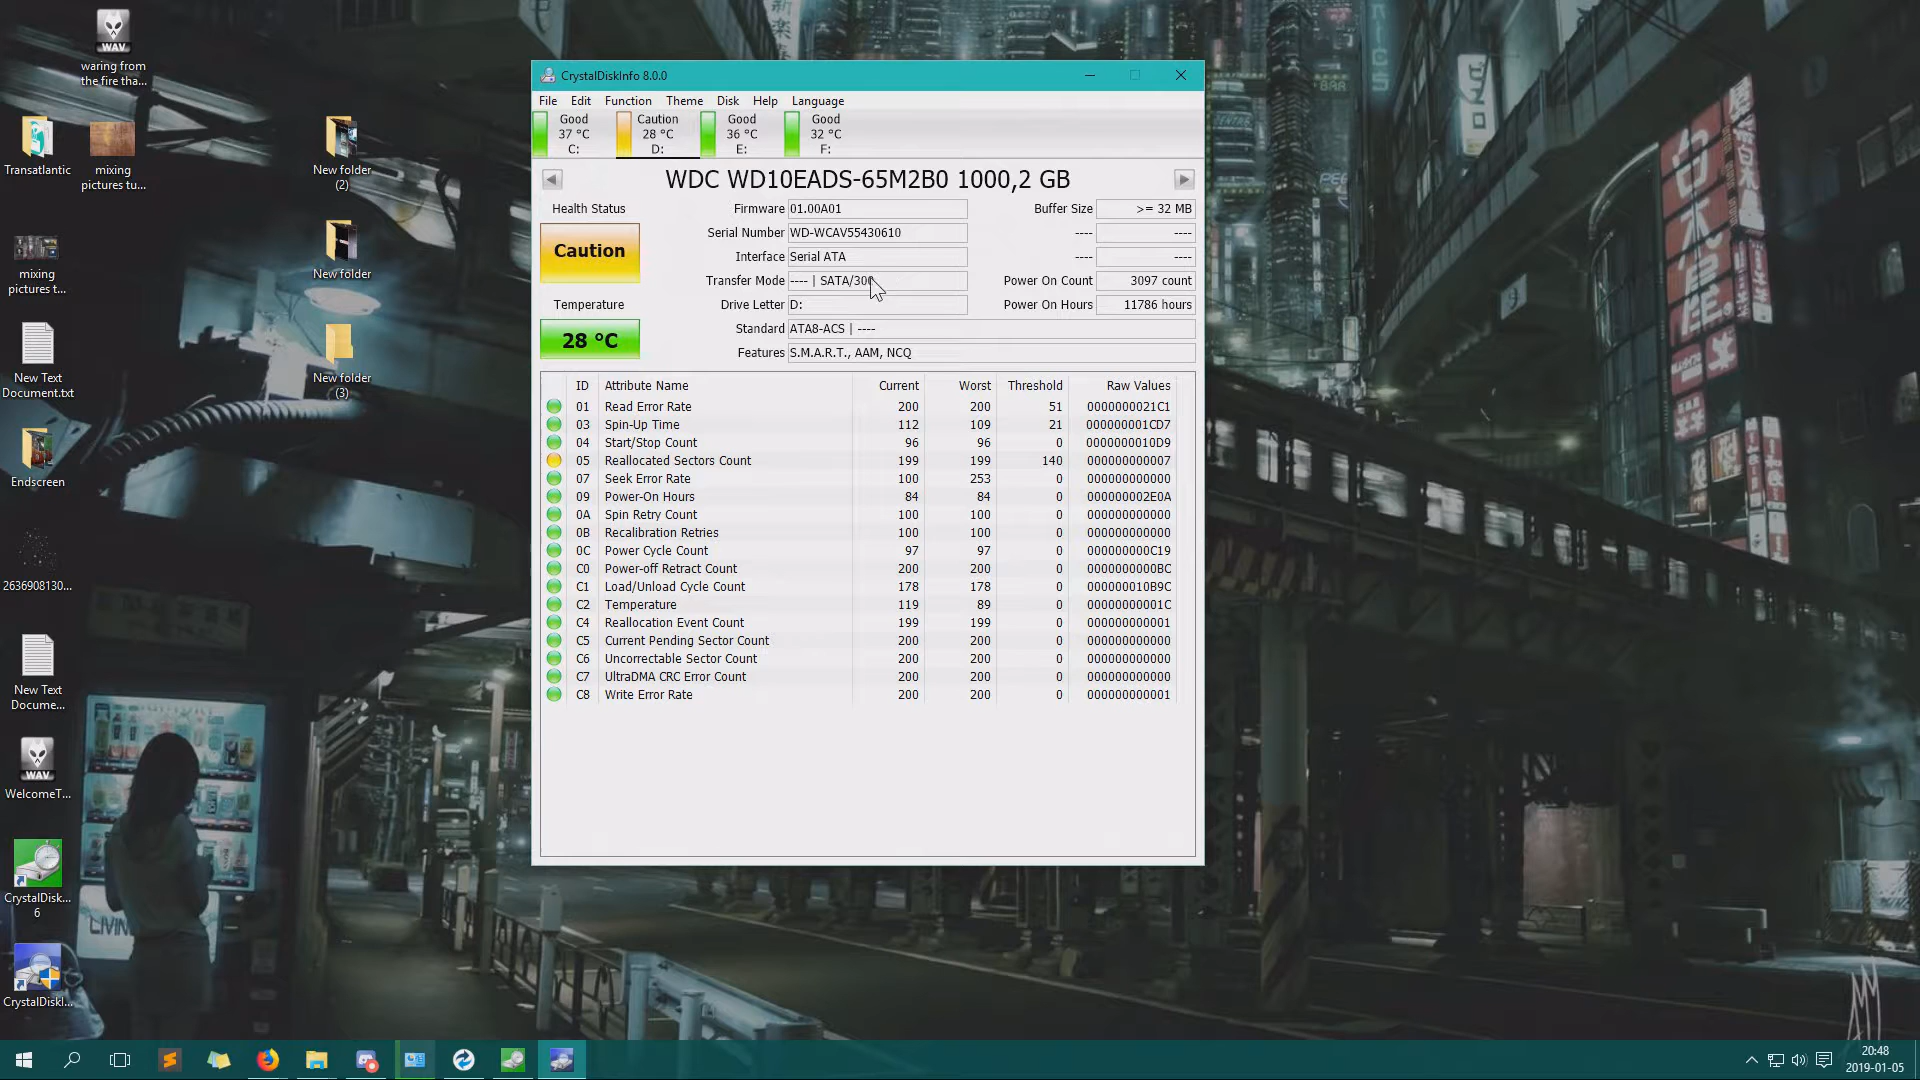 WAV
waring from
the fire tha...
Transatlantic
mixing
pictures tu...
New folder
(2)
mixing
pictures t...
New folder
New Text
Document.txt
New folder
(3)
Endscreen
2636908130...
New Text
Docume...
WAV
WelcomeT...
CrystalDisk...
6
CrystalDiskI...
CrystalDiskInfo 8.0.0
File Edit Function Theme Disk Help Language
Good Caution Good Good
37 °C 28 °C 36 °C 32 °C
C: D: E: F:
WDC WD10EADS-65M2B0 1000,2 GB
Health Status
Caution
Temperature
28 °C
Firmware 01.00A01 Buffer Size >= 32 MB
Serial Number WD-WCAV55430610 ---- ----
Interface Serial ATA ---- ----
Transfer Mode ---- | SATA/300 Power On Count 3097 count
Drive Letter D: Power On Hours 11786 hours
Standard ATA8-ACS | ----
Features S.M.A.R.T., AAM, NCQ
ID Attribute Name Current Worst Threshold Raw Values
01 Read Error Rate 200 200 51 0000000021C1
03 Spin-Up Time 112 109 21 000000001CD7
04 Start/Stop Count 96 96 0 0000000010D9
05 Reallocated Sectors Count 199 199 140 000000000007
07 Seek Error Rate 100 253 0 000000000000
09 Power-On Hours 84 84 0 000000002E0A
0A Spin Retry Count 100 100 0 000000000000
0B Recalibration Retries 100 100 0 000000000000
0C Power Cycle Count 97 97 0 000000000C19
C0 Power-off Retract Count 200 200 0 0000000000BC
C1 Load/Unload Cycle Count 178 178 0 000000010B9C
C2 Temperature 119 89 0 00000000001C
C4 Reallocation Event Count 199 199 0 000000000001
C5 Current Pending Sector Count 200 200 0 000000000000
C6 Uncorrectable Sector Count 200 200 0 000000000000
C7 UltraDMA CRC Error Count 200 200 0 000000000000
C8 Write Error Rate 200 200 0 000000000001
BAR
LIVIN
20:48
2019-01-05